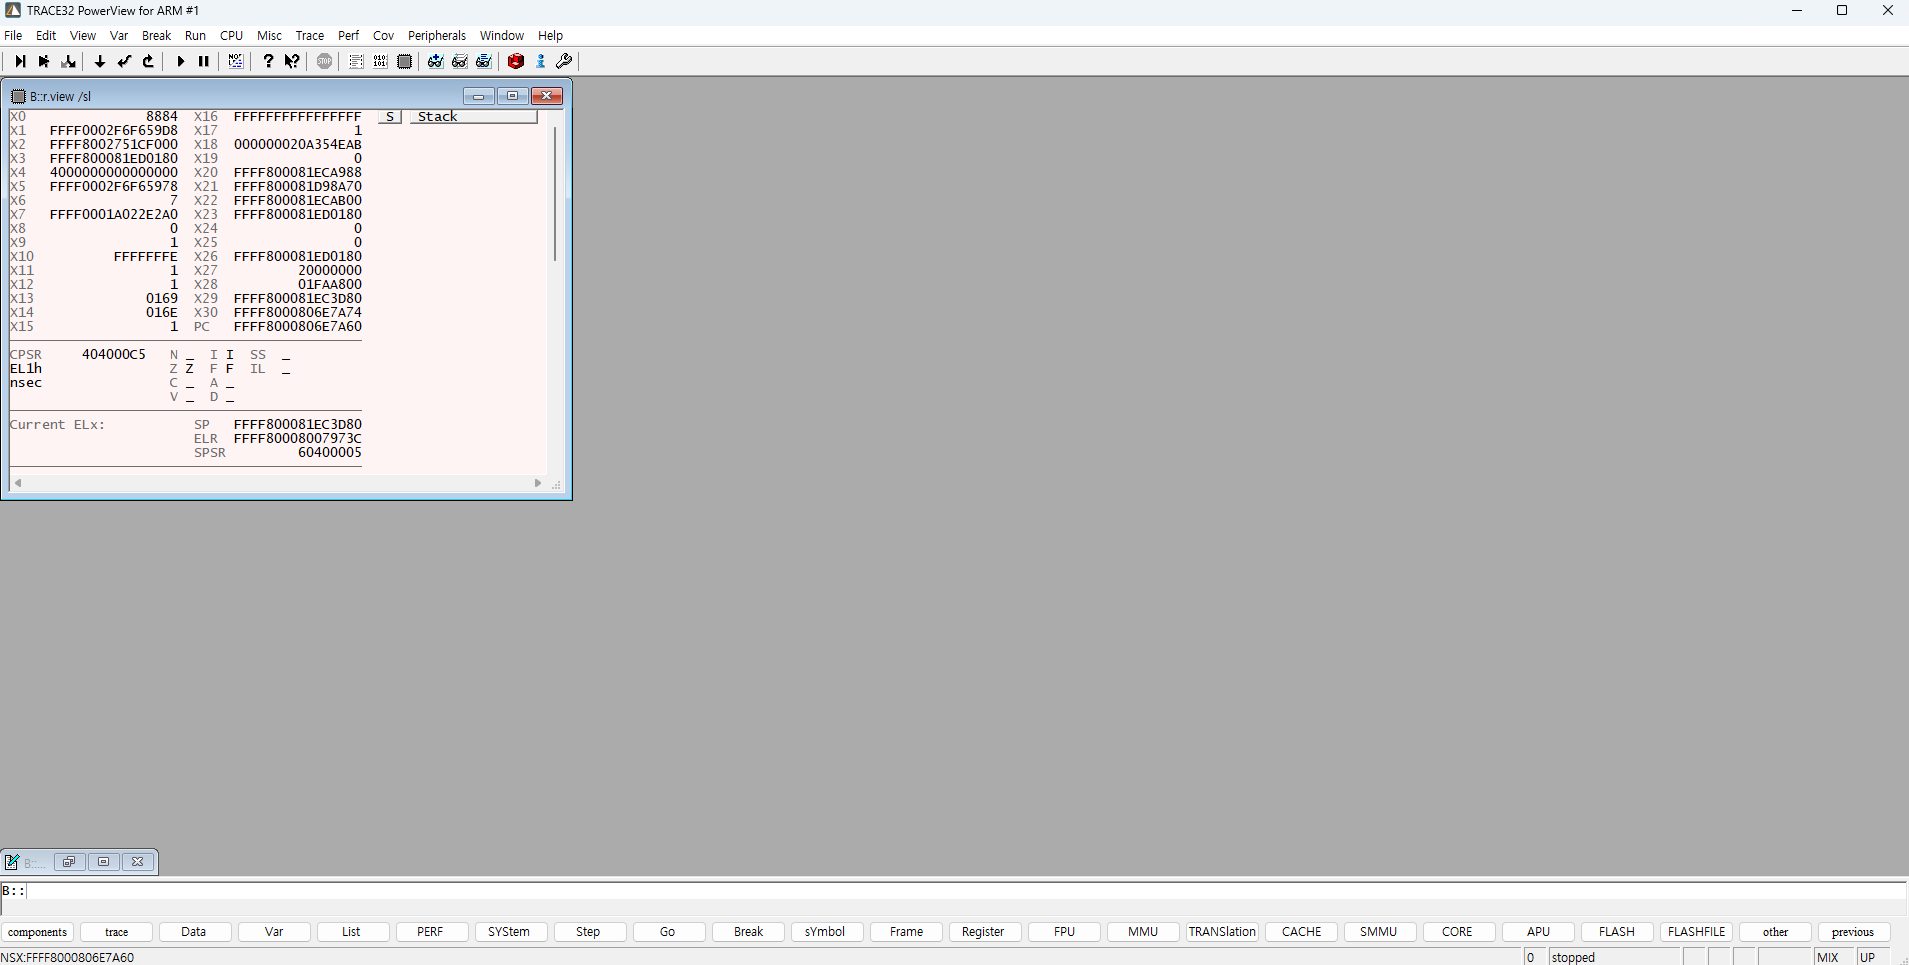 TRACE32 PowerView for ARM #1
File Edit View Var Break Run CPU Misc Trace Perf Cov Peripherals Window Help
B::r.view /sl
X0 8884 X16 FFFFFFFFFFFFFFFF S Stack
X1 FFFF0002F6F659D8 X17 1
X2 FFFF8002751CF000 X18 000000020A354EAB
X3 FFFF800081ED0180 X19 0
X4 4000000000000000 X20 FFFF800081ECA988
X5 FFFF0002F6F65978 X21 FFFF800081D98A70
X6 7 X22 FFFF800081ECAB00
X7 FFFF0001A022E2A0 X23 FFFF800081ED0180
X8 0 X24 0
X9 1 X25 0
X10 FFFFFFFE X26 FFFF800081ED0180
X11 1 X27 20000000
X12 1 X28 01FAA800
X13 0169 X29 FFFF800081EC3D80
X14 016E X30 FFFF8000806E7A74
X15 1 PC FFFF8000806E7A60
CPSR 404000C5 N _ I I SS _
EL1h Z Z F F IL _
nsec C _ A _
V _ D _
Current ELx: SP FFFF800081EC3D80
ELR FFFF80008007973C
SPSR 60400005
B::...
B::
components trace Data Var List PERF SYStem Step Go Break sYmbol Frame Register FPU MMU TRANSlation CACHE SMMU CORE APU FLASH FLASHFILE other previous
NSX:FFFF8000806E7A60 0 stopped MIX UP